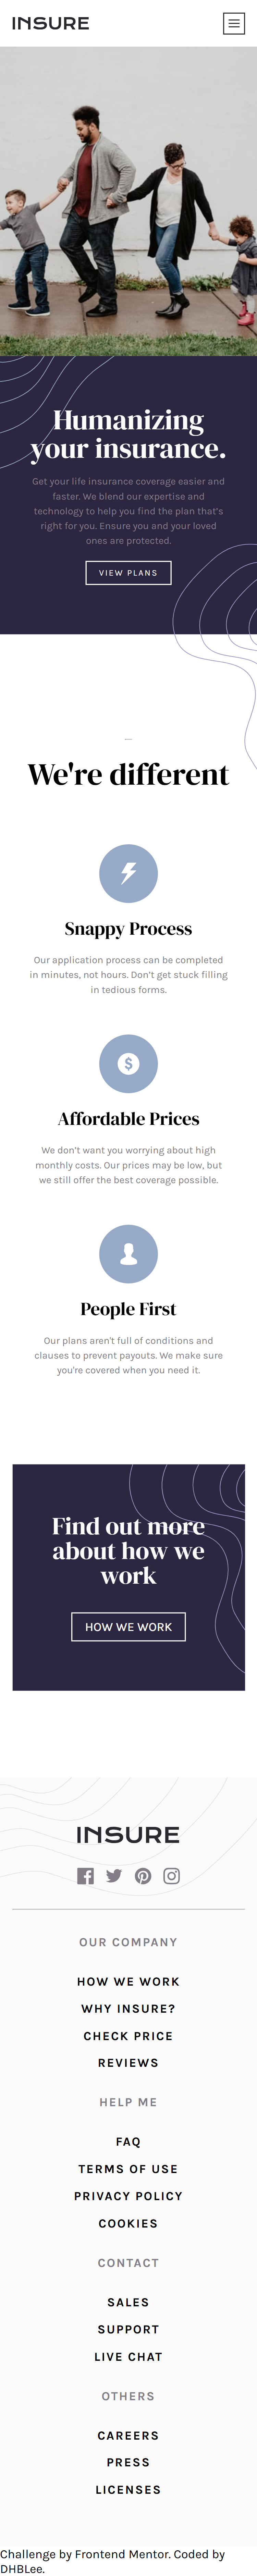 INSURE
Humanizing
your insurance.
Get your life insurance coverage easier and
faster. We blend our expertise and
technology to help you find the plan that's
right for you. Ensure you and your loved
ones are protected.
VIEW PLANS
We're different
Snappy Process
Our application process can be completed
in minutes, not hours. Don't get stuck filling
in tedious forms.
Affordable Prices
We don't want you worrying about high
monthly costs. Our prices may be low, but
we still offer the best coverage possible.
People First
Our plans aren't full of conditions and
clauses to prevent payouts. We make sure
you're covered when you need it.
Find out more
about how we
work
HOW WE WORK
INSURE
OUR COMPANY
HOW WE WORK
WHY INSURE?
CHECK PRICE
REVIEWS
HELP ME
FAQ
TERMS OF USE
PRIVACY POLICY
COOKIES
CONTACT
SALES
SUPPORT
LIVE CHAT
OTHERS
CAREERS
PRESS
LICENSES
Challenge by Frontend Mentor. Coded by
DHBLee.